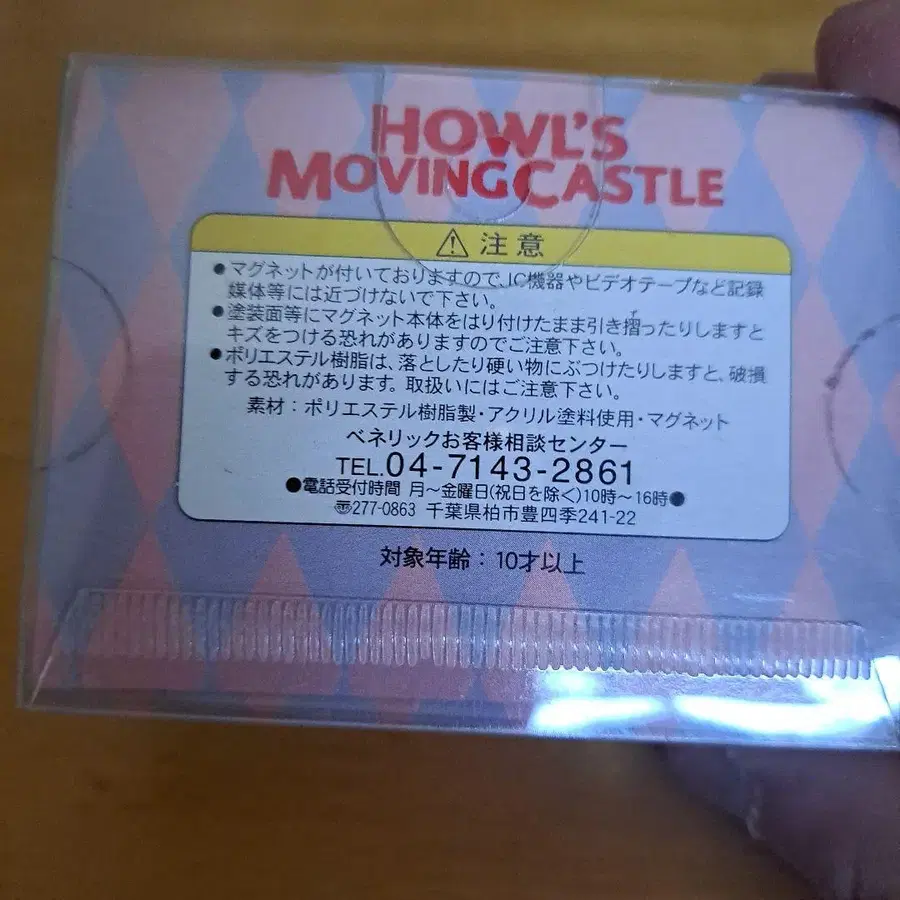 HOWL'S
MOVING CASTLE
⚠ 注意
●マグネットが付いておりますので、IC機器やビデオテープなど記録
媒体等には近づけないで下さい。
●塗装面等にマグネット本体をはり付けたまま引き摺ったりしますと
キズをつける恐れがありますのでご注意下さい。
●ポリエステル樹脂は、落としたり硬い物にぶつけたりしますと、破損
する恐れがあります。取扱いにはご注意下さい。
素材：ポリエステル樹脂製・アクリル塗料使用・マグネット
ベネリックお客様相談センター
TEL.04-7143-2861
●電話受付時間 月～金曜日(祝日を除く)10時～16時●
〠277-0863 千葉県柏市豊四季241-22
対象年齢：10才以上